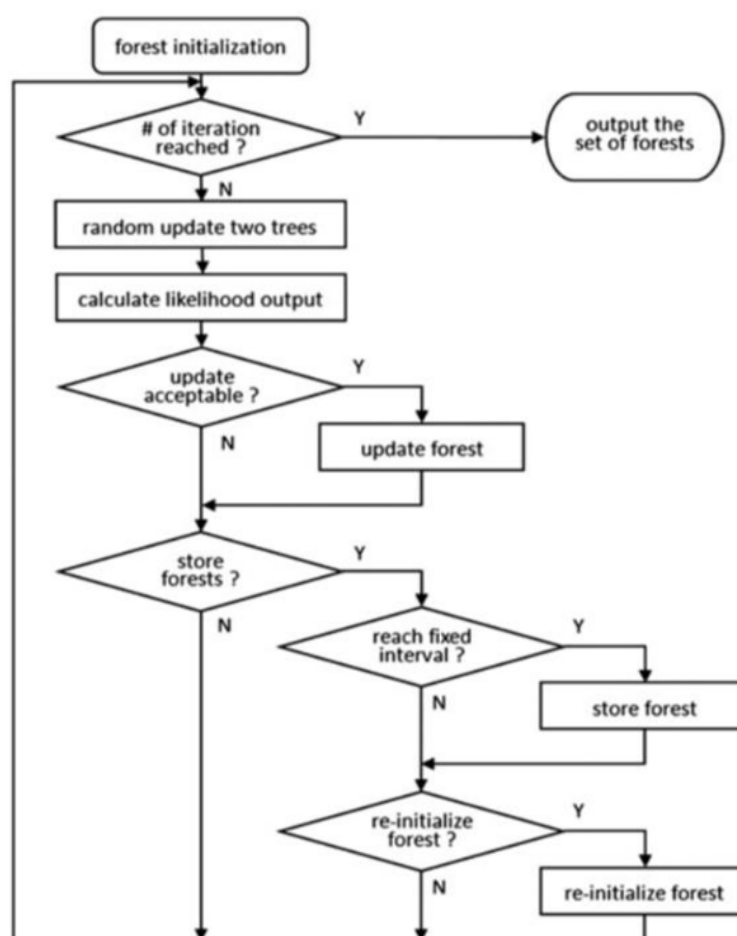 forest initialization
# of iteration
reached ?
Y
output the
set of forests
N
random update two trees
calculate likelihood output
update
acceptable ?
Y
N
update forest
store
forests ?
Y
N
reach fixed
interval ?
Y
N
store forest
re-initialize
forest ?
Y
N
re-initialize forest